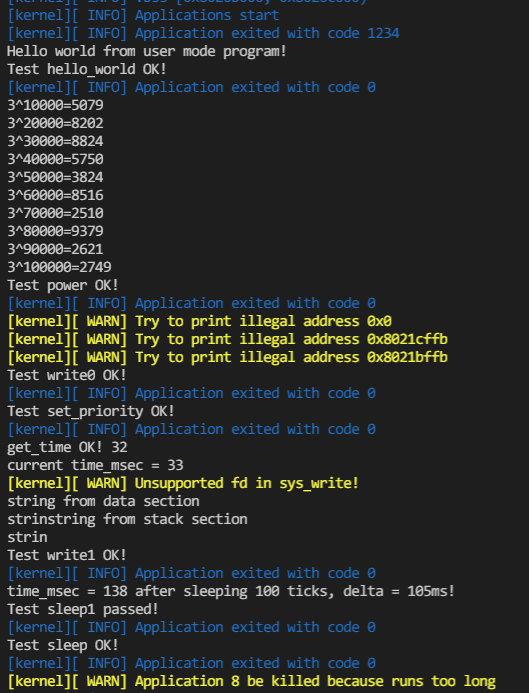 [kernel][ INFO] Applications start
[kernel][ INFO] Application exited with code 1234
Hello world from user mode program!
Test hello_world OK!
[kernel][ INFO] Application exited with code 0
3^10000=5079
3^20000=8202
3^30000=8824
3^40000=5750
3^50000=3824
3^60000=8516
3^70000=2510
3^80000=9379
3^90000=2621
3^100000=2749
Test power OK!
[kernel][ INFO] Application exited with code 0
[kernel][ WARN] Try to print illegal address 0x0
[kernel][ WARN] Try to print illegal address 0x8021cffb
[kernel][ WARN] Try to print illegal address 0x8021bffb
Test write0 OK!
[kernel][ INFO] Application exited with code 0
Test set_priority OK!
[kernel][ INFO] Application exited with code 0
get_time OK! 32
current time_msec = 33
[kernel][ WARN] Unsupported fd in sys_write!
string from data section
strinstring from stack section
strin
Test write1 OK!
[kernel][ INFO] Application exited with code 0
time_msec = 138 after sleeping 100 ticks, delta = 105ms!
Test sleep1 passed!
[kernel][ INFO] Application exited with code 0
Test sleep OK!
[kernel][ INFO] Application exited with code 0
[kernel][ WARN] Application 8 be killed because runs too long